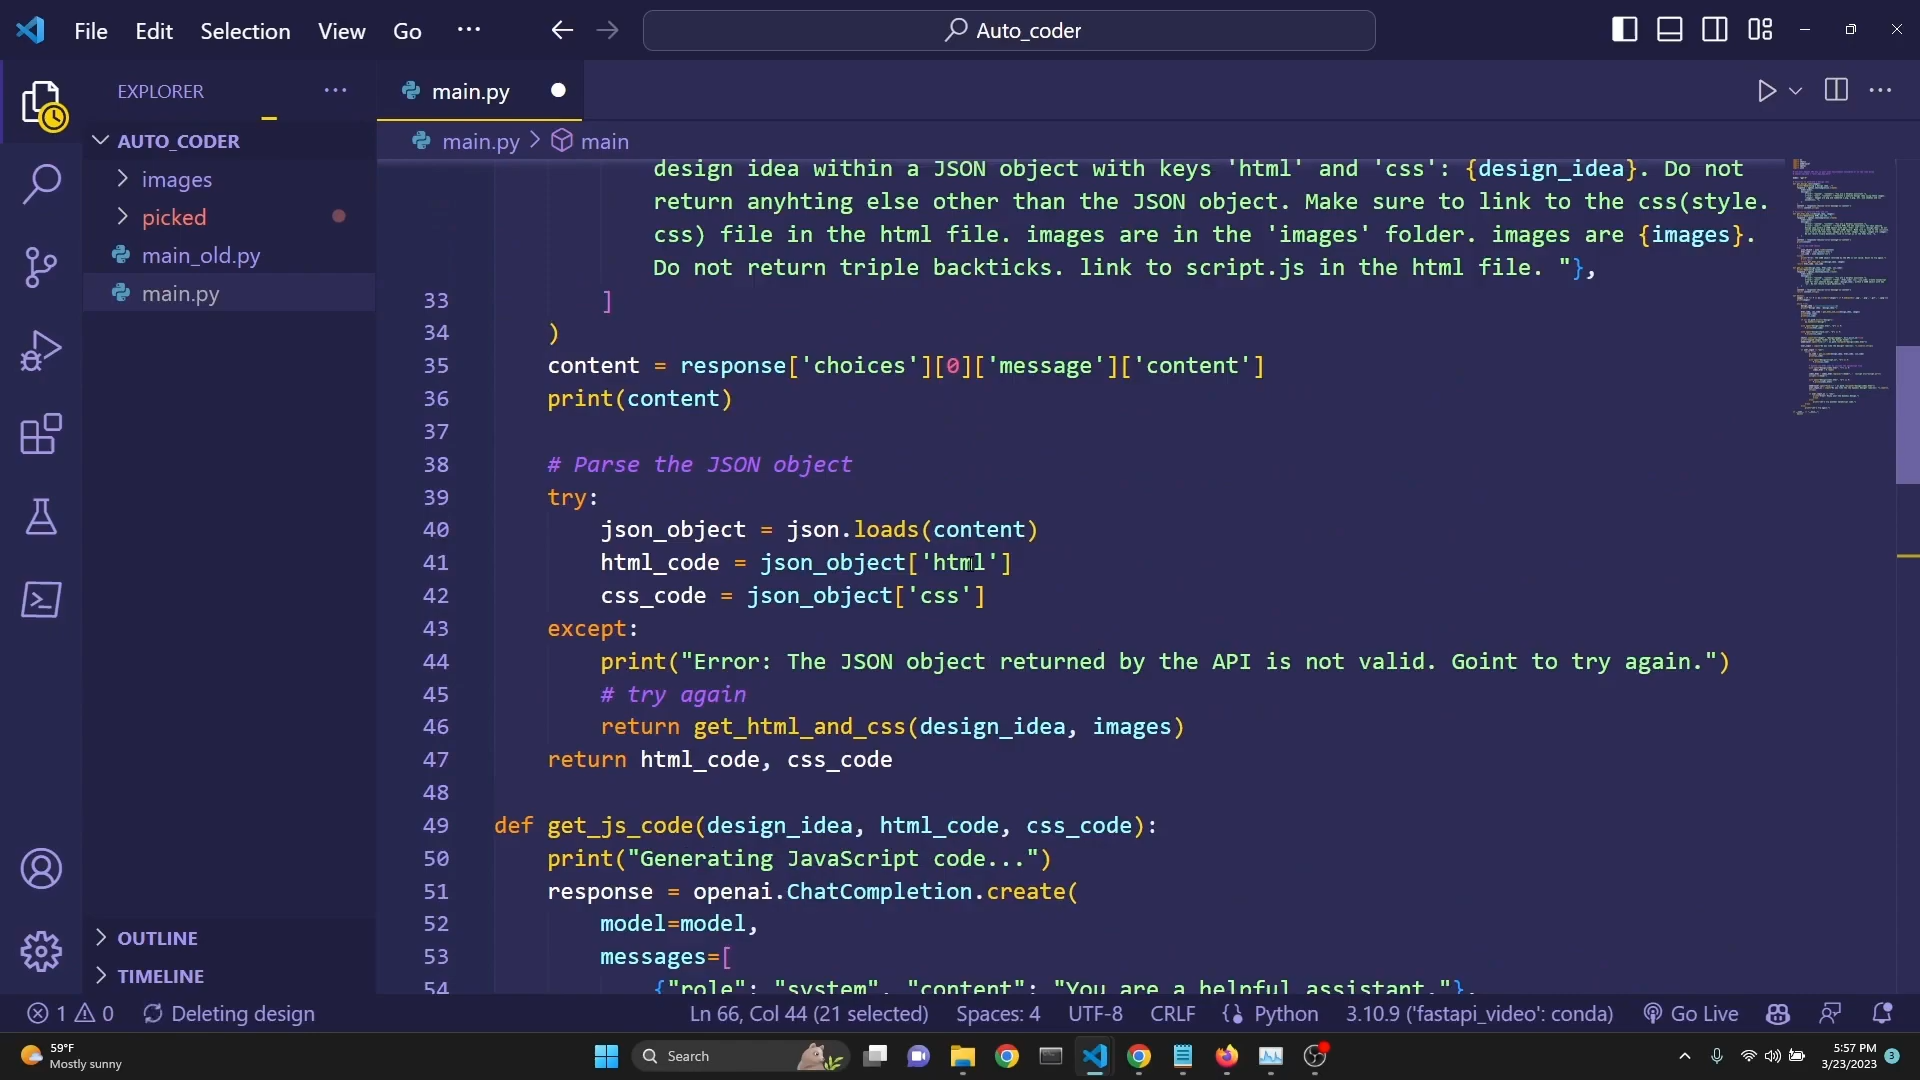 File Edit Selection View Go ··· Auto_coder
EXPLORER ···
main.py
AUTO_CODER
main.py > main
images
picked
main_old.py
main.py
design idea within a JSON object with keys 'html' and 'css': {design_idea}. Do not
return anyhting else other than the JSON object. Make sure to link to the css(style.
css) file in the html file. images are in the 'images' folder. images are {images}.
Do not return triple backticks. link to script.js in the html file. "},
33 ]
34 )
35 content = response['choices'][0]['message']['content']
36 print(content)
37
38 # Parse the JSON object
39 try:
40 json_object = json.loads(content)
41 html_code = json_object['html']
42 css_code = json_object['css']
43 except:
44 print("Error: The JSON object returned by the API is not valid. Goint to try again.")
45 # try again
46 return get_html_and_css(design_idea, images)
47 return html_code, css_code
48
49 def get_js_code(design_idea, html_code, css_code):
50 print("Generating JavaScript code...")
51 response = openai.ChatCompletion.create(
52 model=model,
53 messages=[
54 {"role": "system", "content": "You are a helpful assistant."},
OUTLINE
TIMELINE
1 0 Deleting design Ln 66, Col 44 (21 selected) Spaces: 4 UTF-8 CRLF Python 3.10.9 ('fastapi_video': conda) Go Live
59°F
Mostly sunny
Search
5:57 PM
3/23/2023
3